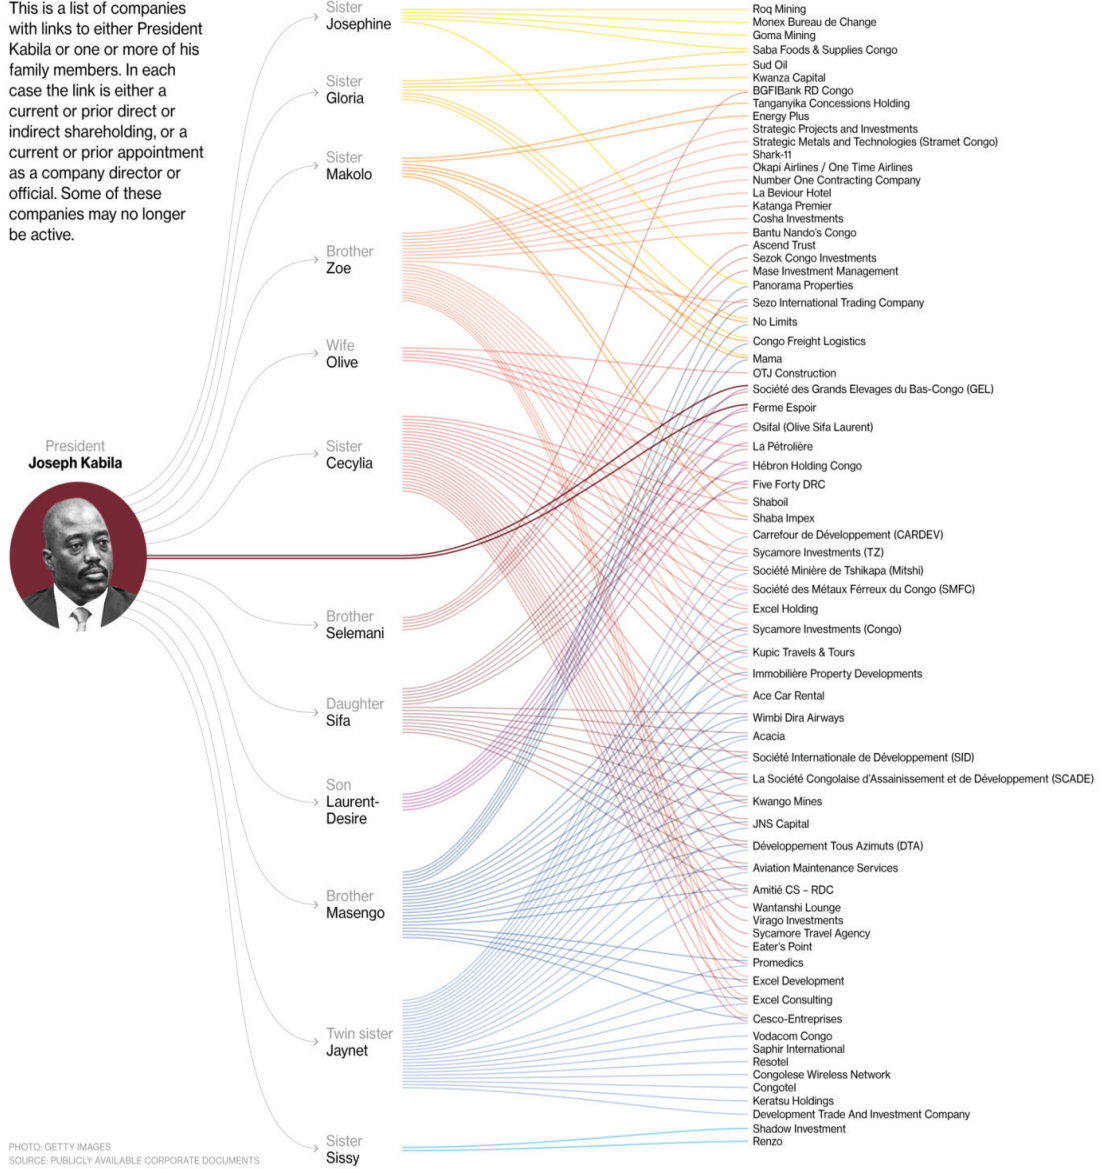 This is a list of companies
with links to either President
Kabila or one or more of his
family members. In each
case the link is either a
current or prior direct or
indirect shareholding, or a
current or prior appointment
as a company director or
official. Some of these
companies may no longer
be active.
President
Joseph Kabila
Sister
Josephine
Sister
Gloria
Sister
Makolo
Brother
Zoe
Wife
Olive
Sister
Cecylia
Brother
Selemani
Daughter
Sifa
Son
Laurent-
Desire
Brother
Masengo
Twin sister
Jaynet
Sister
Sissy
Roq Mining
Monex Bureau de Change
Goma Mining
Saba Foods & Supplies Congo
Sud Oil
Kwanza Capital
BGFIBank RD Congo
Tanganyika Concessions Holding
Energy Plus
Strategic Projects and Investments
Strategic Metals and Technologies (Stramet Congo)
Shark-11
Okapi Airlines / One Time Airlines
Number One Contracting Company
La Beviour Hotel
Katanga Premier
Cosha Investments
Bantu Nando's Congo
Ascend Trust
Sezok Congo Investments
Mase Investment Management
Panorama Properties
Sezo International Trading Company
No Limits
Congo Freight Logistics
Mama
OTJ Construction
Société des Grands Elevages du Bas-Congo (GEL)
Ferme Espoir
Osifal (Olive Sifa Laurent)
La Pétrolière
Hébron Holding Congo
Five Forty DRC
Shaboil
Shaba Impex
Carrefour de Développement (CARDEV)
Sycamore Investments (TZ)
Société Minière de Tshikapa (Mitshi)
Société des Métaux Férreux du Congo (SMFC)
Excel Holding
Sycamore Investments (Congo)
Kupic Travels & Tours
Immobilière Property Developments
Ace Car Rental
Wimbi Dira Airways
Acacia
Société Internationale de Développement (SID)
La Société Congolaise d'Assainissement et de Développement (SCADE)
Kwango Mines
JNS Capital
Développement Tous Azimuts (DTA)
Aviation Maintenance Services
Amitié CS – RDC
Wantanshi Lounge
Virago Investments
Sycamore Travel Agency
Eater's Point
Promedics
Excel Development
Excel Consulting
Cesco-Entreprises
Vodacom Congo
Saphir International
Resotel
Congolese Wireless Network
Congotel
Keratsu Holdings
Development Trade And Investment Company
Shadow Investment
Renzo
PHOTO: GETTY IMAGES
SOURCE: PUBLICLY AVAILABLE CORPORATE DOCUMENTS